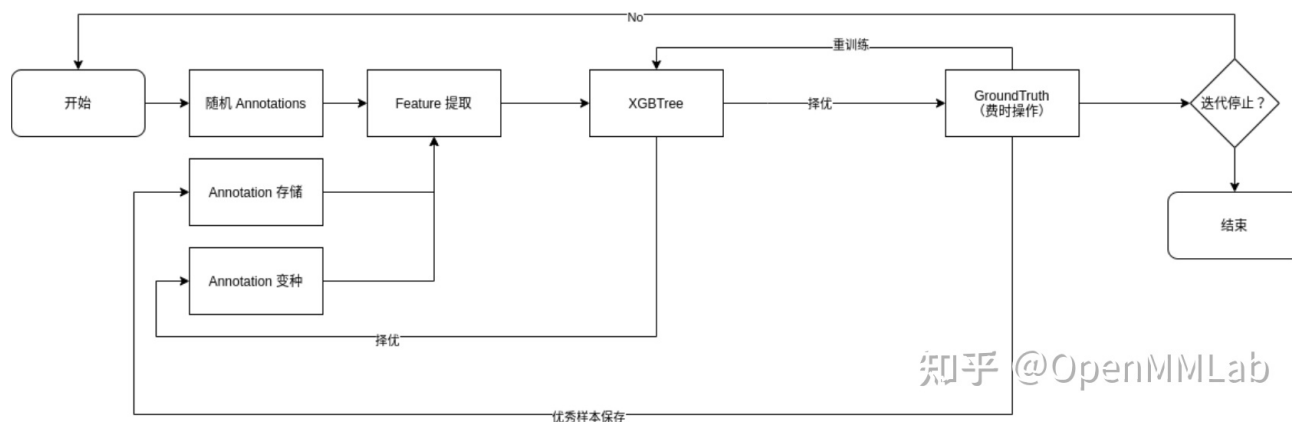 No
重训练
开始
随机 Annotations
Feature 提取
XGBTree
择优
GroundTruth
（费时操作）
迭代停止？
Annotation 存储
结束
Annotation 变种
择优
知乎 @OpenMMLab
优秀样本保存